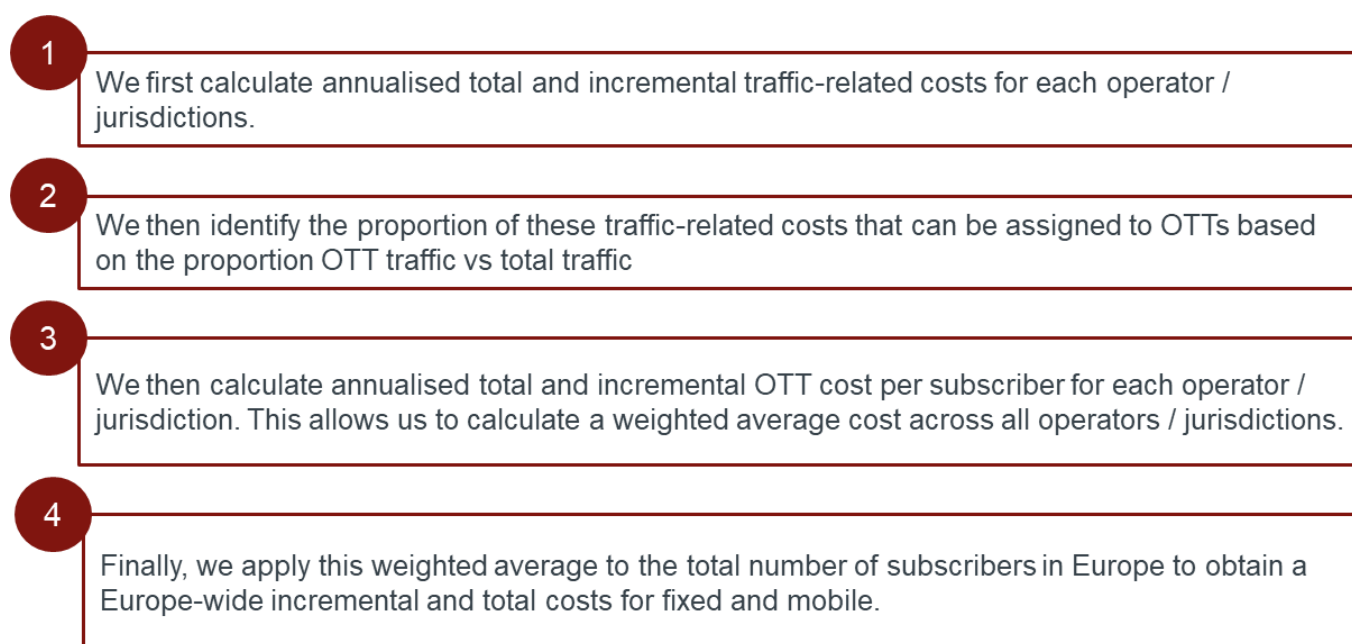 1
We first calculate annualised total and incremental traffic-related costs for each operator /
jurisdictions.
2
We then identify the proportion of these traffic-related costs that can be assigned to OTTs based
on the proportion OTT traffic vs total traffic
3
We then calculate annualised total and incremental OTT cost per subscriber for each operator /
jurisdiction. This allows us to calculate a weighted average cost across all operators / jurisdictions.
4
Finally, we apply this weighted average to the total number of subscribers in Europe to obtain a
Europe-wide incremental and total costs for fixed and mobile.